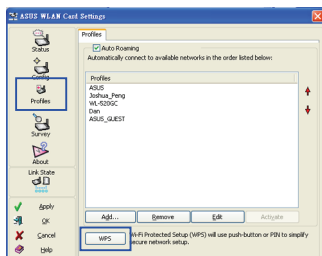 ASUS WLAN Card Settings
Status
Config
Profiles
Survey
About
Link State
Apply
OK
Cancel
Help
Profiles
Auto Roaming
Automatically connect to available networks in the order listed below:
Profiles
ASUS
Joshua_Peng
WL-520GC
Dan
ASUS_GUEST
Add... Remove Edit Activate
WPS
Wi-Fi Protected Setup (WPS) will use push-button or PIN to simplify
secure network setup.